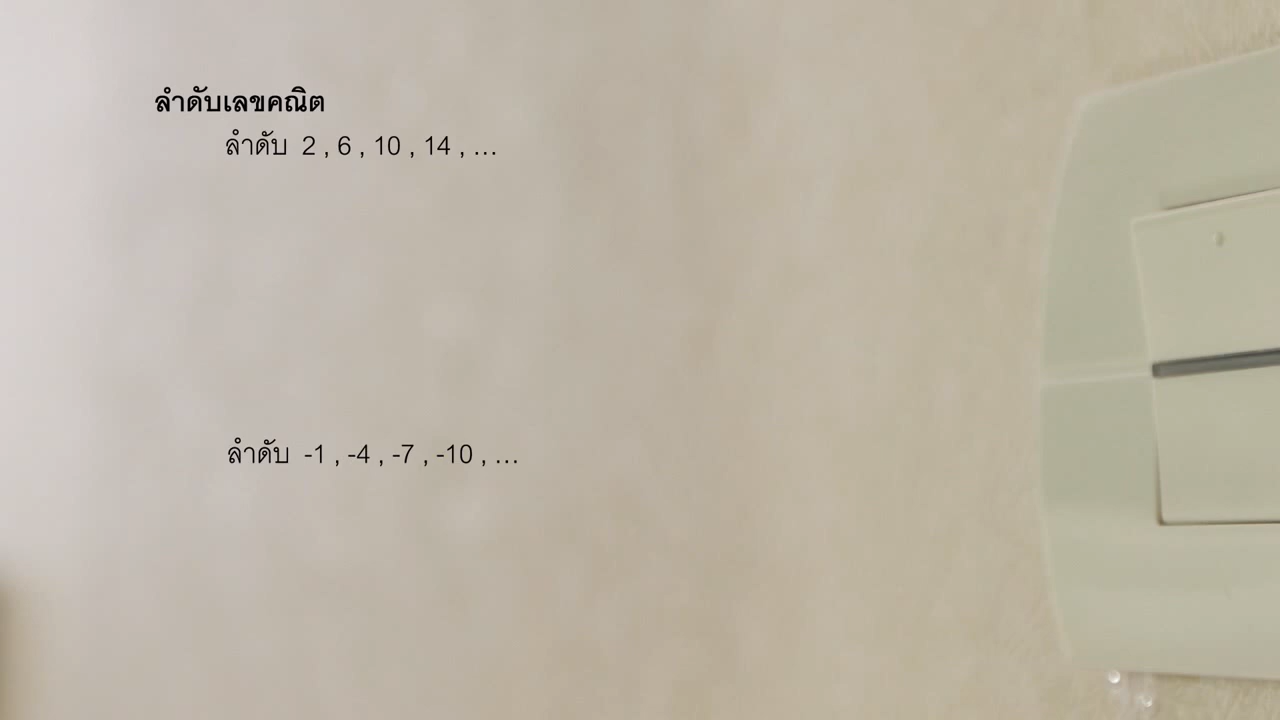 ลำดับเลขคณิต
ลำดับ 2 , 6 , 10 , 14 , ...
ลำดับ -1 , -4 , -7 , -10 , ...